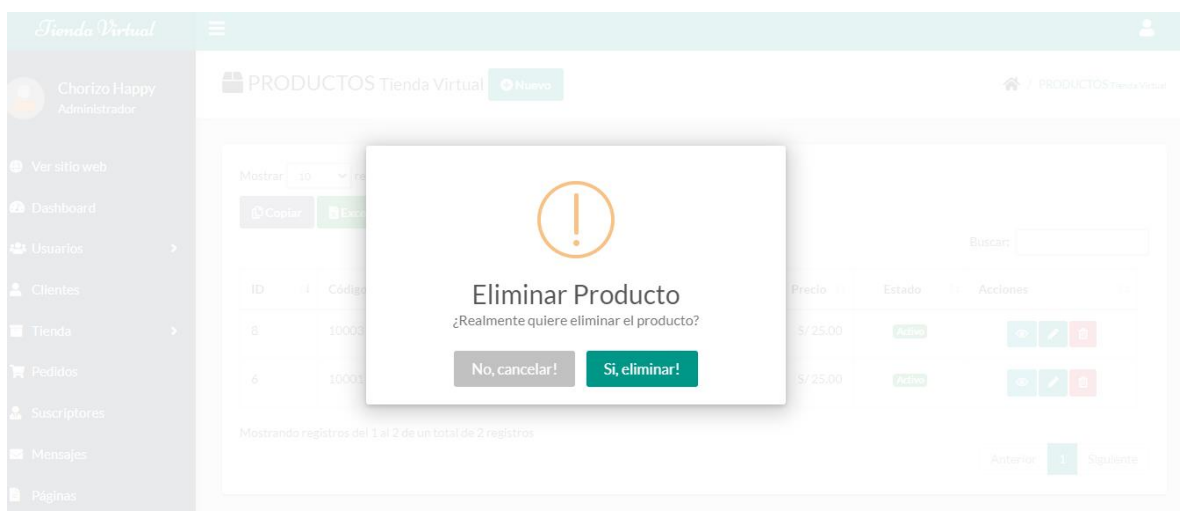 Tienda Virtual
Chorizo Happy
Administrador
PRODUCTOS Tienda Virtual Nuevo
/ PRODUCTOS Tienda Virtual
Ver sitio web
Dashboard
Usuarios
Clientes
Tienda
Pedidos
Suscriptores
Mensajes
Páginas
Mostrar 10
Copiar
Buscar:
ID Código Precio Estado Acciones
8 S/ 25.00 Activo
6 S/ 25.00 Activo
Mostrando registros del 1 al 2 de un total de 2 registros
Anterior 1 Siguiente
Eliminar Producto
¿Realmente quiere eliminar el producto?
No, cancelar! Si, eliminar!